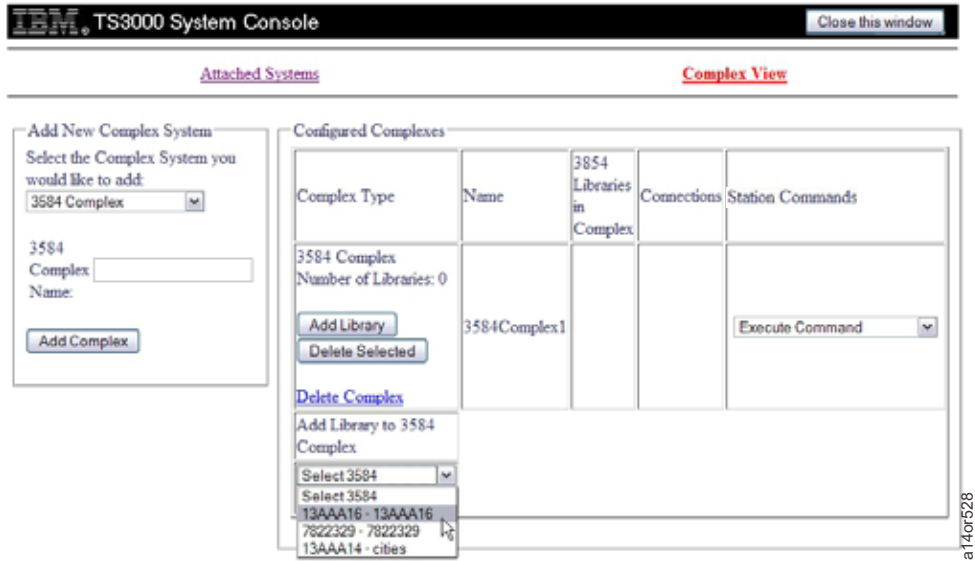 IBM® TS3000 System Console
Close this window
Attached Systems
Complex View
Add New Complex System
Select the Complex System you
would like to add:
3584 Complex
3584
Complex
Name:
Add Complex
Configured Complexes
Complex Type
Name
3854
Libraries
in
Complex
Connections
Station Commands
3584 Complex
Number of Libraries: 0
Add Library
Delete Selected
Delete Complex
3584Complex1
Execute Command
Add Library to 3584
Complex
Select 3584
Select 3584
13AAA16 - 13AAA16
7822329 - 7822329
13AAA14 - cities
a14or528